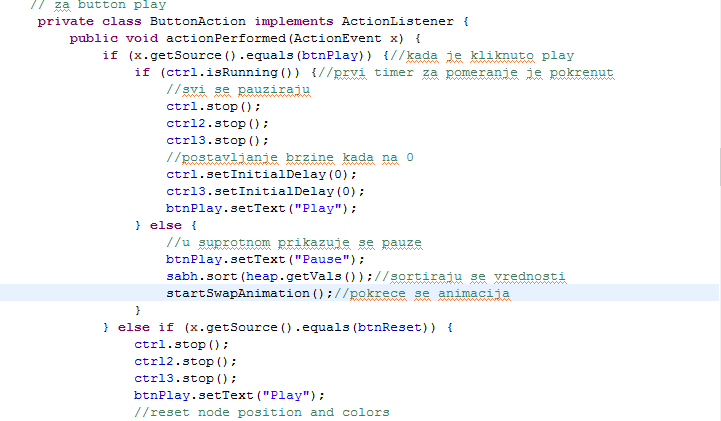 // za button play
private class ButtonAction implements ActionListener {
public void actionPerformed(ActionEvent x) {
if (x.getSource().equals(btnPlay)) {//kada je kliknuto play
if (ctrl.isRunning()) {//prvi timer za pomeranje je pokrenut
//svi se pauziraju
ctrl.stop();
ctrl2.stop();
ctrl3.stop();
//postavljanje brzine kada na 0
ctrl.setInitialDelay(0);
ctrl3.setInitialDelay(0);
btnPlay.setText("Play");
} else {
//u suprotnom prikazuje se pauze
btnPlay.setText("Pause");
sabh.sort(heap.getVals());//sortiraju se vrednosti
startSwapAnimation();//pokrece se animacija
}
} else if (x.getSource().equals(btnReset)) {
ctrl.stop();
ctrl2.stop();
ctrl3.stop();
btnPlay.setText("Play");
//reset node position and colors